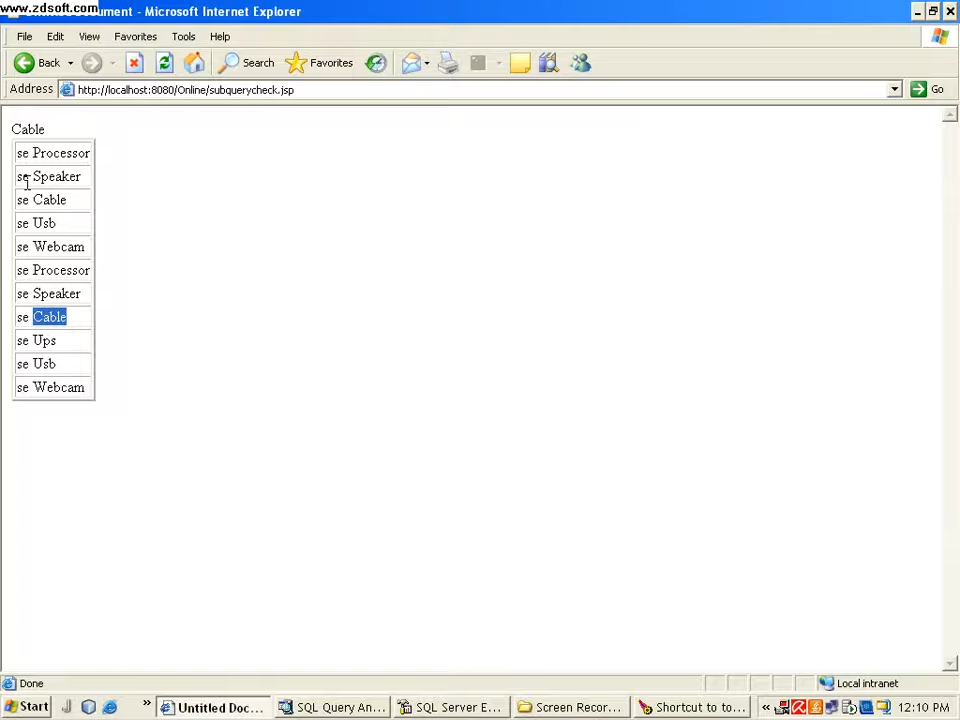 www.zdsoft.com
Document - Microsoft Internet Explorer
File Edit View Favorites Tools Help
Back Search Favorites
Address http://localhost:8080/Online/subquerycheck.jsp Go
Cable
se Processor
se Speaker
se Cable
se Usb
se Webcam
se Processor
se Speaker
se Cable
se Ups
se Usb
se Webcam
Done Local intranet
Start » Untitled Doc... SQL Query An... SQL Server E... Screen Recor... Shortcut to to... « 12:10 PM